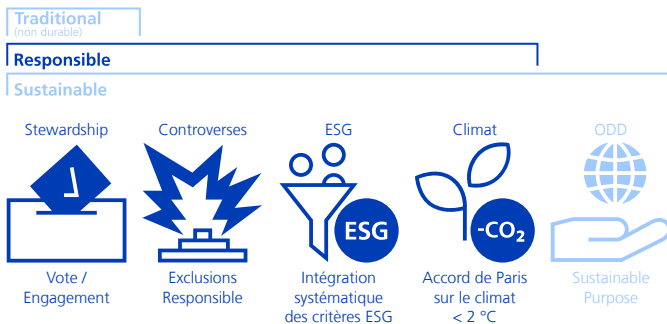 Traditional
(non durable)
Responsible
Sustainable
Stewardship
Controverses
ESG
Climat
ODD
ESG
-CO₂
Vote /
Engagement
Exclusions
Responsible
Intégration
systématique
des critères ESG
Accord de Paris
sur le climat
< 2 °C
Sustainable
Purpose